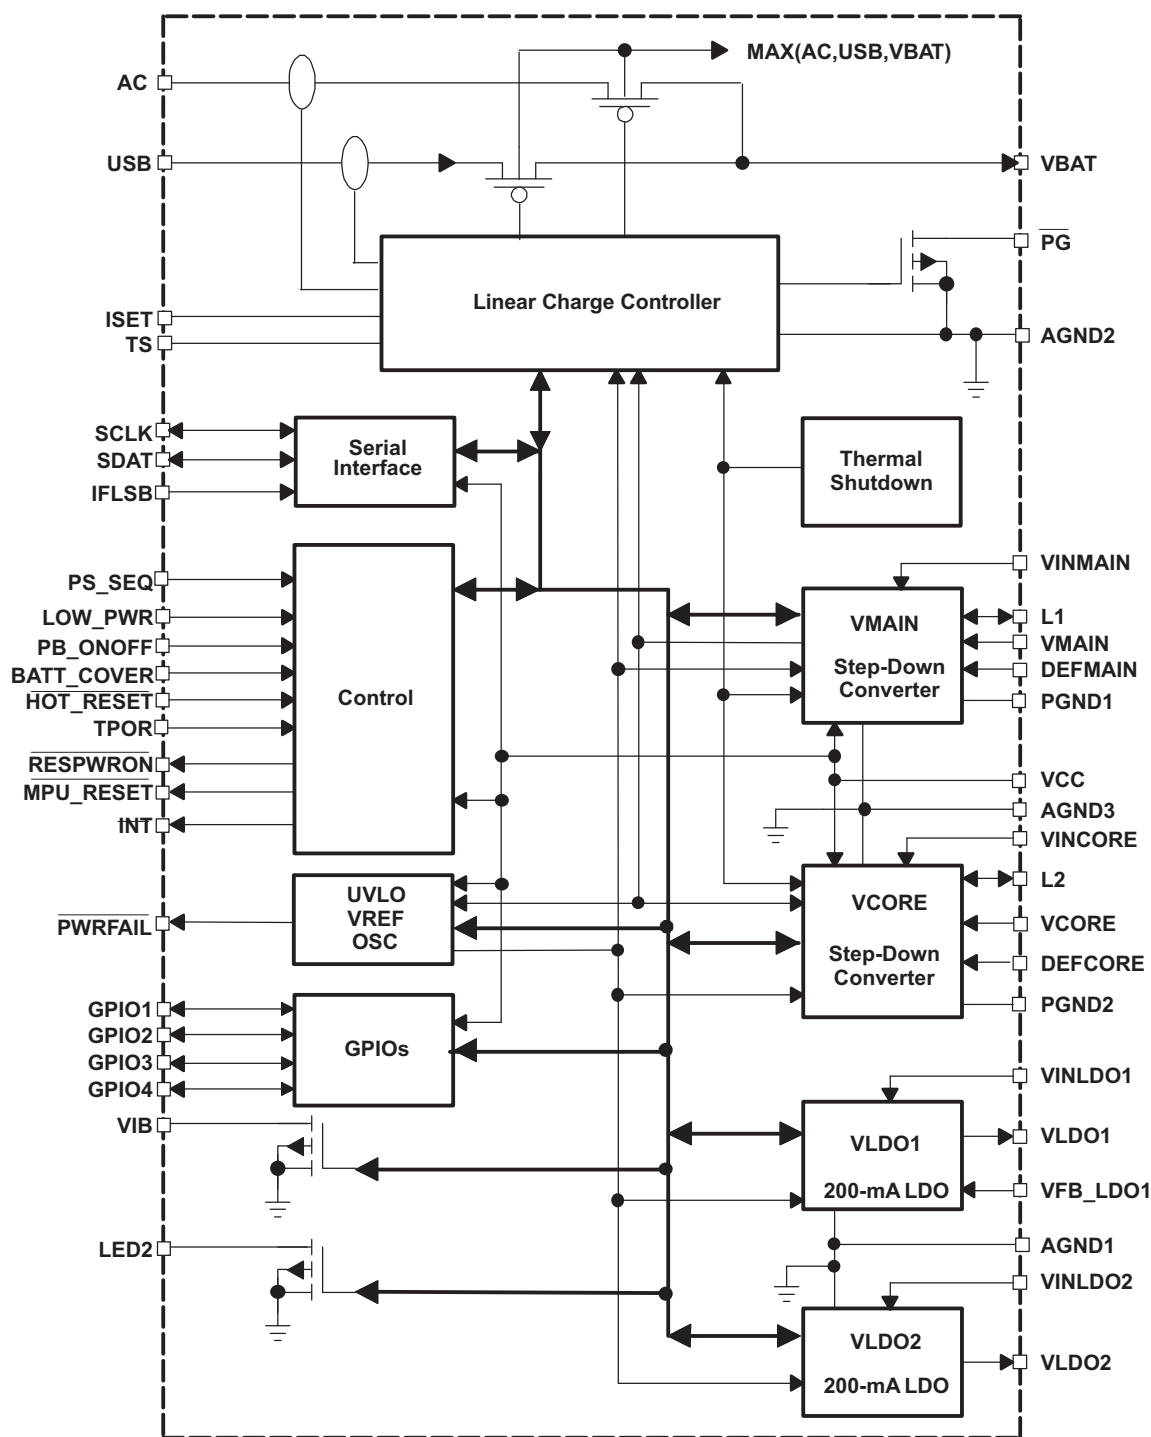 MAX(AC,USB,VBAT)
AC
USB
VBAT
PG
Linear Charge Controller
ISET
TS
AGND2
SCLK
SDAT
IFLSB
Serial
Interface
Thermal
Shutdown
PS_SEQ
LOW_PWR
PB_ONOFF
BATT_COVER
HOT_RESET
TPOR
RESPWRON
MPU_RESET
INT
Control
VINMAIN
L1
VMAIN
DEFMAIN
PGND1
VMAIN
Step-Down
Converter
VCC
AGND3
VINCORE
L2
VCORE
DEFCORE
PGND2
VCORE
Step-Down
Converter
PWRFAIL
UVLO
VREF
OSC
GPIO1
GPIO2
GPIO3
GPIO4
GPIOs
VIB
LED2
VINLDO1
VLDO1
VFB_LDO1
VLDO1
200-mA LDO
AGND1
VINLDO2
VLDO2
VLDO2
200-mA LDO